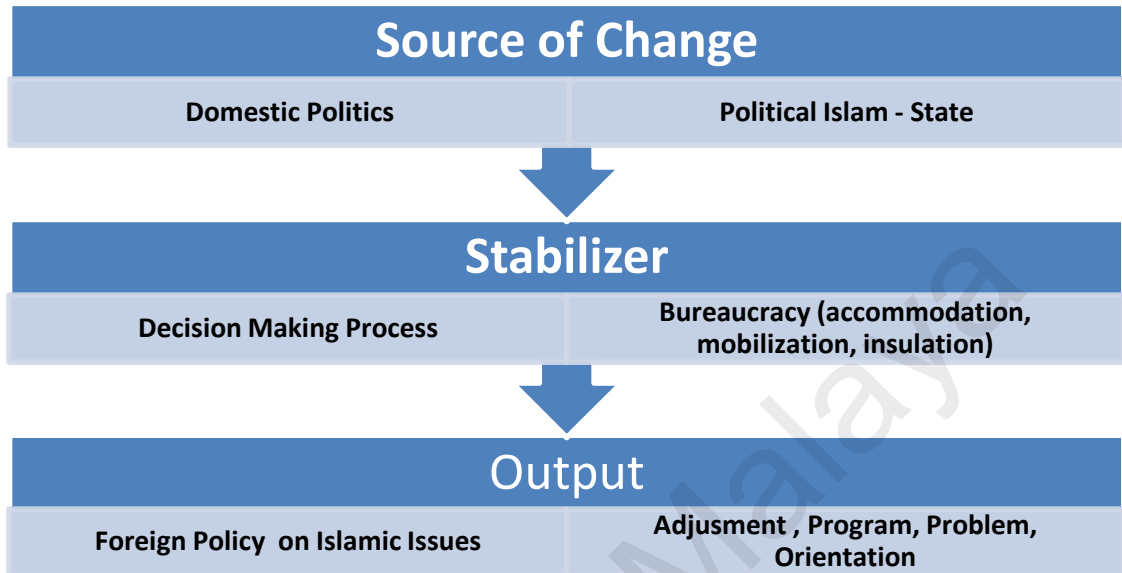 Source of Change
Domestic Politics
Political Islam - State
Stabilizer
Decision Making Process
Bureaucracy (accommodation,
mobilization, insulation)
Output
Foreign Policy on Islamic Issues
Adjusment , Program, Problem,
Orientation
Malaya